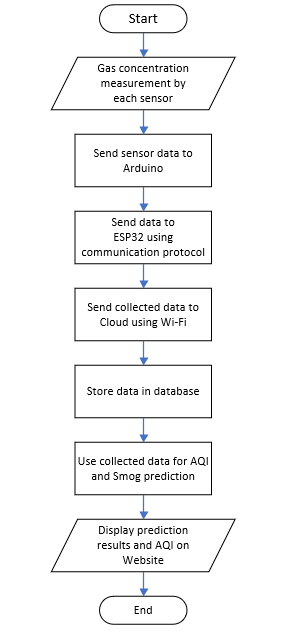 Start
Gas concentration
measurement by
each sensor
Send sensor data to
Arduino
Send data to
ESP32 using
communication protocol
Send collected data to
Cloud using Wi-Fi
Store data in database
Use collected data for AQI
and Smog prediction
Display prediction
results and AQI on
Website
End